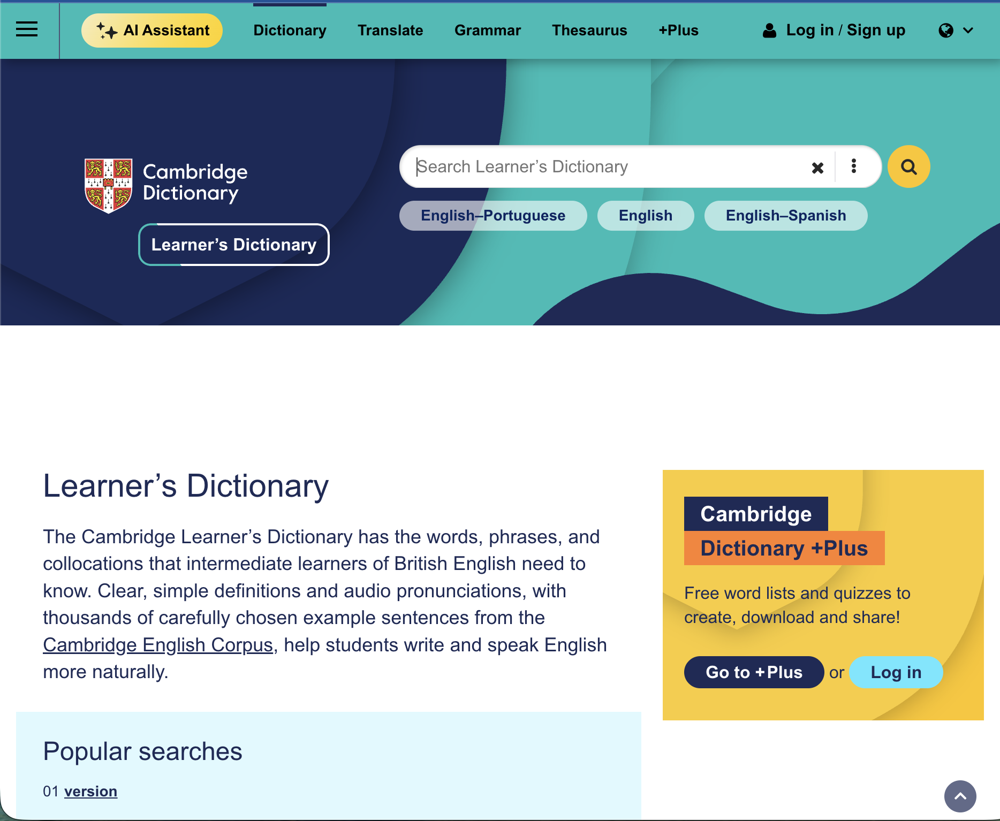 AI Assistant
Dictionary
Translate
Grammar
Thesaurus
+Plus
Log in / Sign up
Cambridge
Dictionary
Learner’s Dictionary
Search Learner’s Dictionary
English–Portuguese
English
English–Spanish
Learner’s Dictionary
The Cambridge Learner’s Dictionary has the words, phrases, and
collocations that intermediate learners of British English need to
know. Clear, simple definitions and audio pronunciations, with
thousands of carefully chosen example sentences from the
Cambridge English Corpus, help students write and speak English
more naturally.
Popular searches
01 version
Cambridge
Dictionary +Plus
Free word lists and quizzes to
create, download and share!
Go to +Plus or Log in